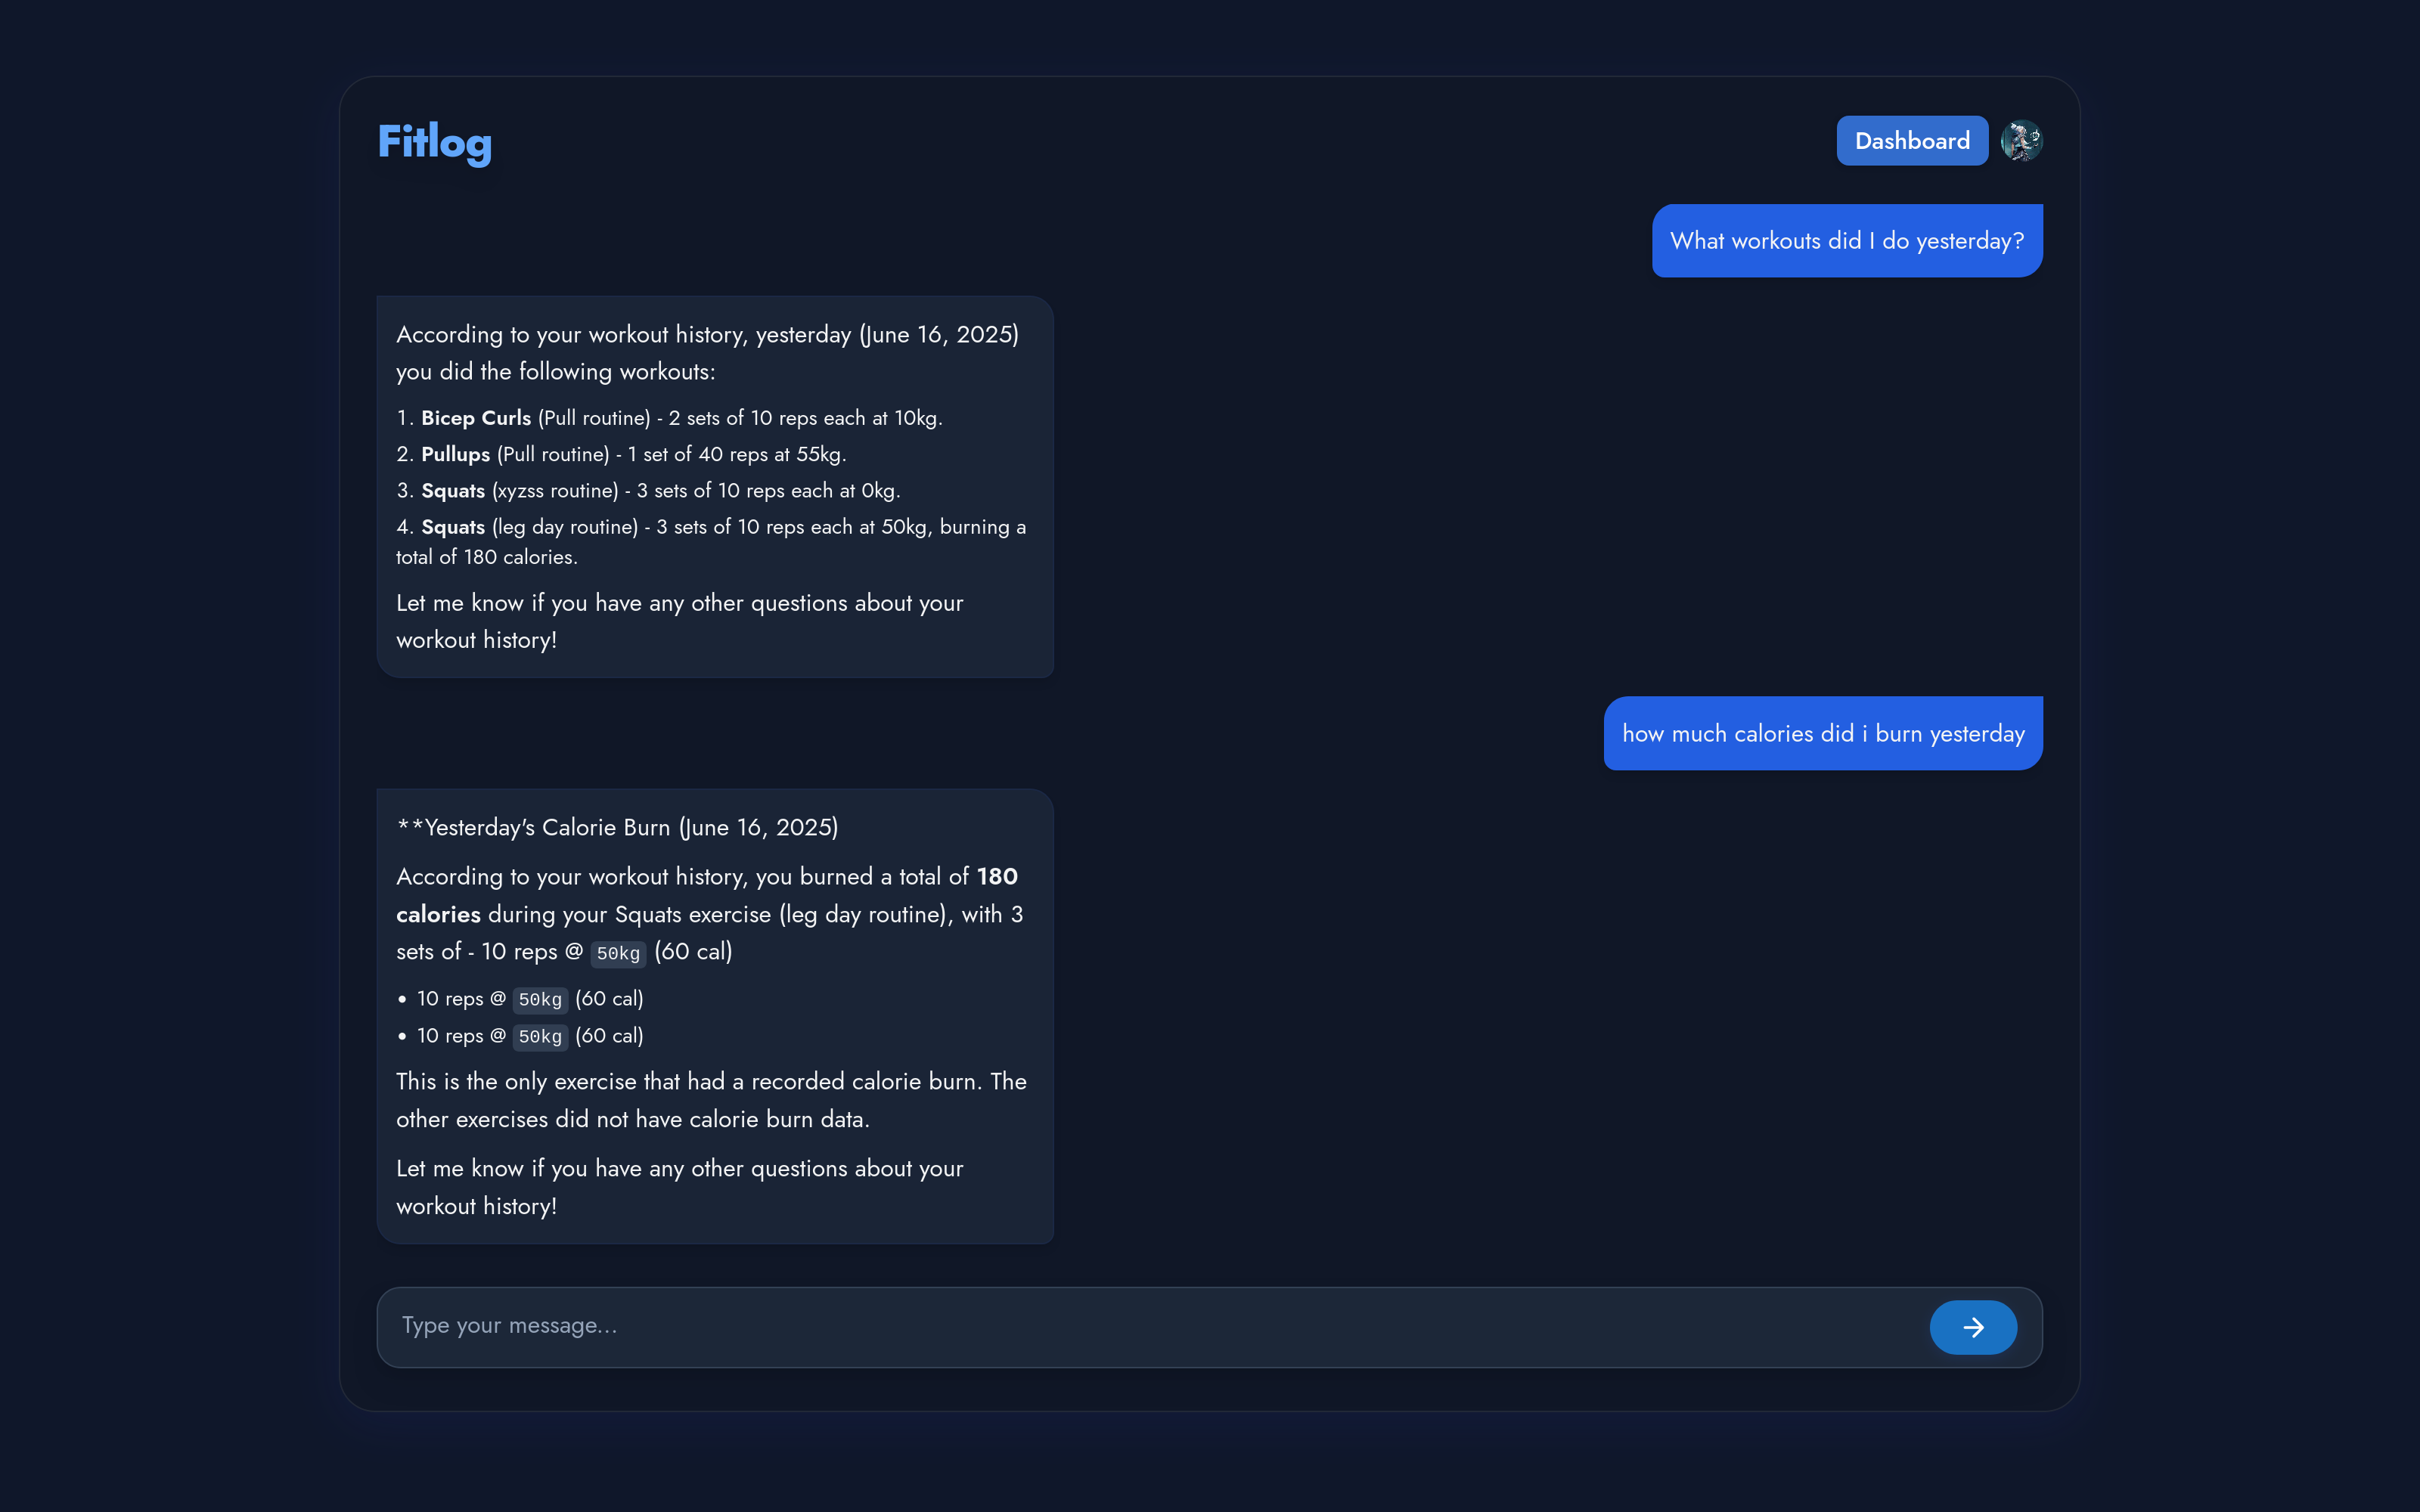 Fitlog
Dashboard
What workouts did I do yesterday?
According to your workout history, yesterday (June 16, 2025)
you did the following workouts:
1. Bicep Curls (Pull routine) - 2 sets of 10 reps each at 10kg.
2. Pullups (Pull routine) - 1 set of 40 reps at 55kg.
3. Squats (xyzss routine) - 3 sets of 10 reps each at 0kg.
4. Squats (leg day routine) - 3 sets of 10 reps each at 50kg, burning a
total of 180 calories.
Let me know if you have any other questions about your
workout history!
how much calories did i burn yesterday
**Yesterday's Calorie Burn (June 16, 2025)
According to your workout history, you burned a total of 180
calories during your Squats exercise (leg day routine), with 3
sets of - 10 reps @ 50kg (60 cal)
• 10 reps @ 50kg (60 cal)
• 10 reps @ 50kg (60 cal)
This is the only exercise that had a recorded calorie burn. The
other exercises did not have calorie burn data.
Let me know if you have any other questions about your
workout history!
Type your message...